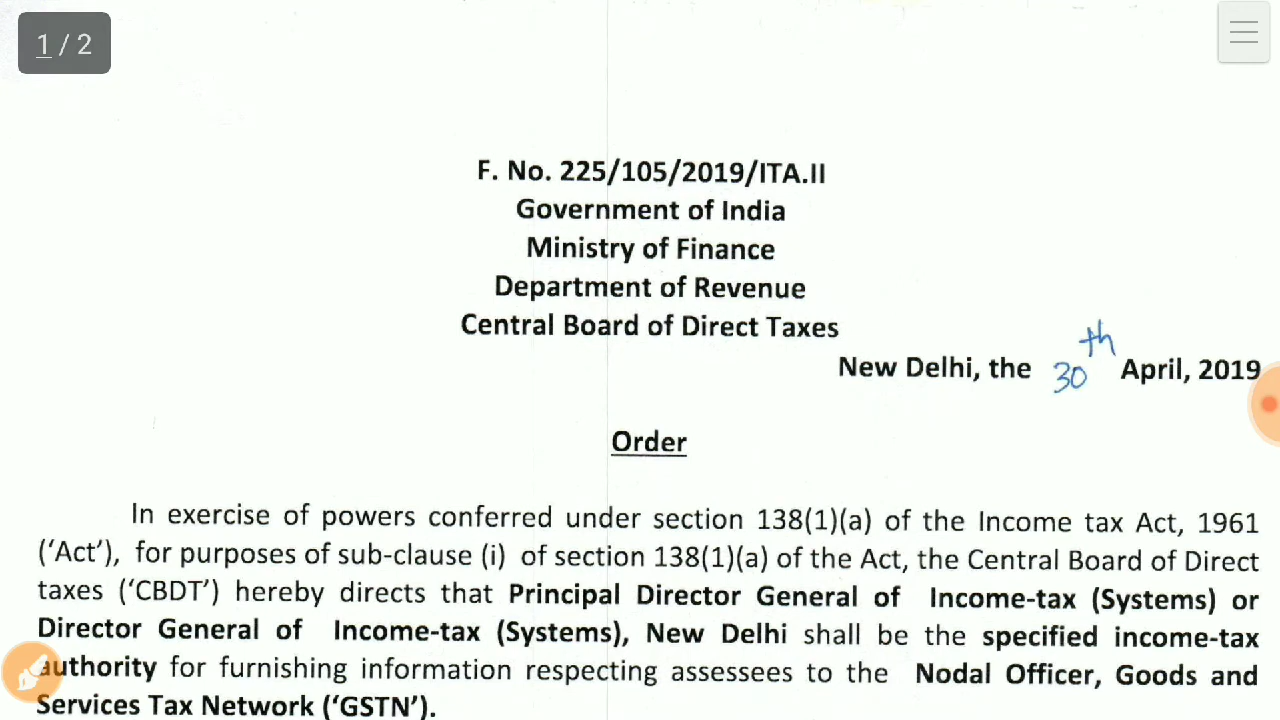 1 / 2
F. No. 225/105/2019/ITA.II
Government of India
Ministry of Finance
Department of Revenue
Central Board of Direct Taxes
New Delhi, the 30th April, 2019
Order
In exercise of powers conferred under section 138(1)(a) of the Income tax Act, 1961
(‘Act’), for purposes of sub-clause (i) of section 138(1)(a) of the Act, the Central Board of Direct
taxes (‘CBDT’) hereby directs that Principal Director General of Income-tax (Systems) or
Director General of Income-tax (Systems), New Delhi shall be the specified income-tax
authority for furnishing information respecting assessees to the Nodal Officer, Goods and
Services Tax Network (‘GSTN’).